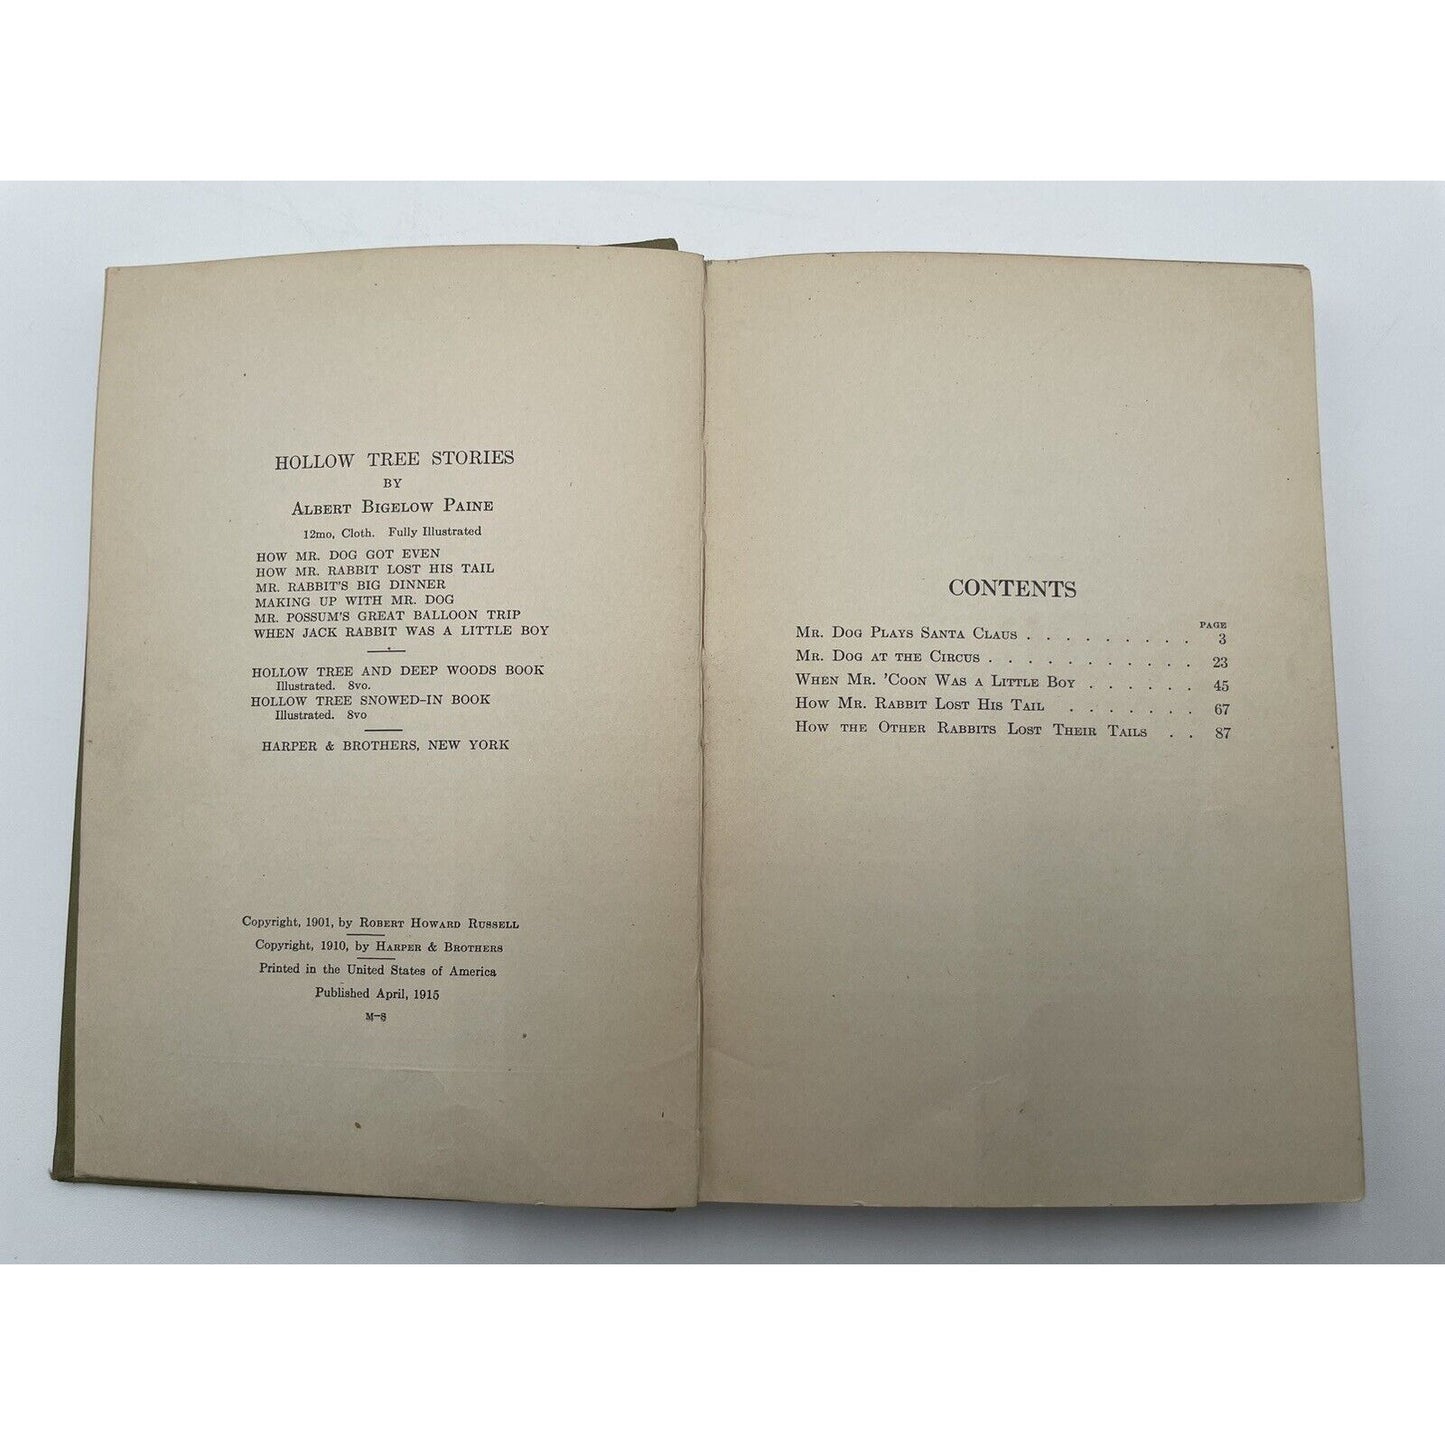 HOLLOW TREE STORIES
BY
ALBERT BIGELOW PAINE
12mo, Cloth. Fully Illustrated
HOW MR. DOG GOT EVEN
HOW MR. RABBIT LOST HIS TAIL
MR. RABBIT'S BIG DINNER
MAKING UP WITH MR. DOG
MR. POSSUM'S GREAT BALLOON TRIP
WHEN JACK RABBIT WAS A LITTLE BOY
HOLLOW TREE AND DEEP WOODS BOOK
Illustrated. 8vo.
HOLLOW TREE SNOWED-IN BOOK
Illustrated. 8vo
HARPER & BROTHERS, NEW YORK
Copyright, 1901, by ROBERT HOWARD RUSSELL
Copyright, 1910, by HARPER & BROTHERS
Printed in the United States of America
Published April, 1915
M-S
CONTENTS
PAGE
MR. DOG PLAYS SANTA CLAUS . . . . . . . . . 3
MR. DOG AT THE CIRCUS . . . . . . . . . . . 23
WHEN MR. 'COON WAS A LITTLE BOY . . . . . . 45
HOW MR. RABBIT LOST HIS TAIL . . . . . . . 67
HOW THE OTHER RABBITS LOST THEIR TAILS . . 87